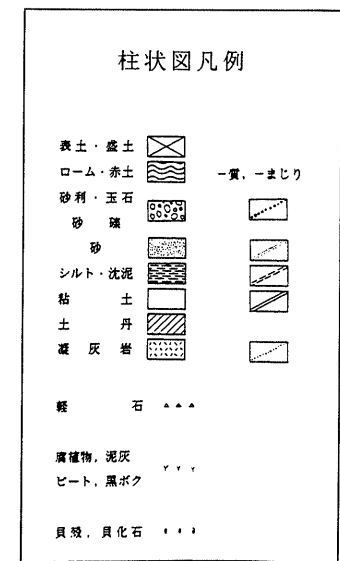 柱状図凡例
表土・盛土
ローム・赤土
―質，―まじり
砂利・玉石
砂 礫
砂
シルト・沈泥
粘 土
土 丹
凝 灰 岩
軽 石
腐植物，泥灰
ピート，黒ボク
貝殻，貝化石